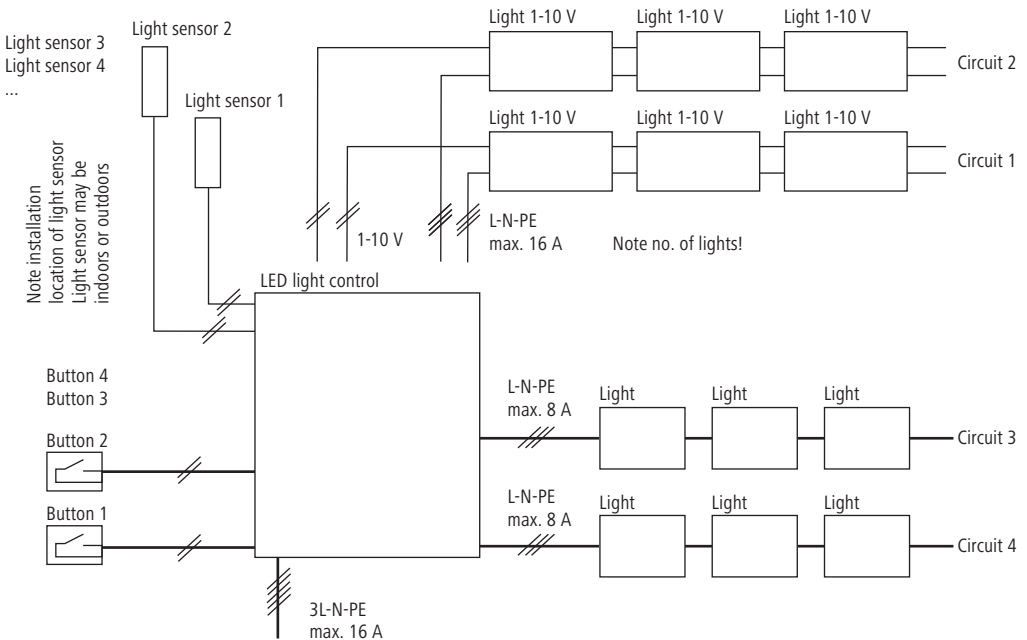 Light 1-10 V
Light 1-10 V
Light 1-10 V
Light sensor 2
Light sensor 3
Light sensor 4
...
Circuit 2
Light sensor 1
Light 1-10 V
Light 1-10 V
Light 1-10 V
Circuit 1
Note installation
location of light sensor
Light sensor may be
indoors or outdoors
L-N-PE
max. 16 A
1-10 V
Note no. of lights!
LED light control
Button 4
Button 3
L-N-PE
max. 8 A
Light
Light
Light
Circuit 3
Button 2
Button 1
L-N-PE
max. 8 A
Light
Light
Light
Circuit 4
3L-N-PE
max. 16 A